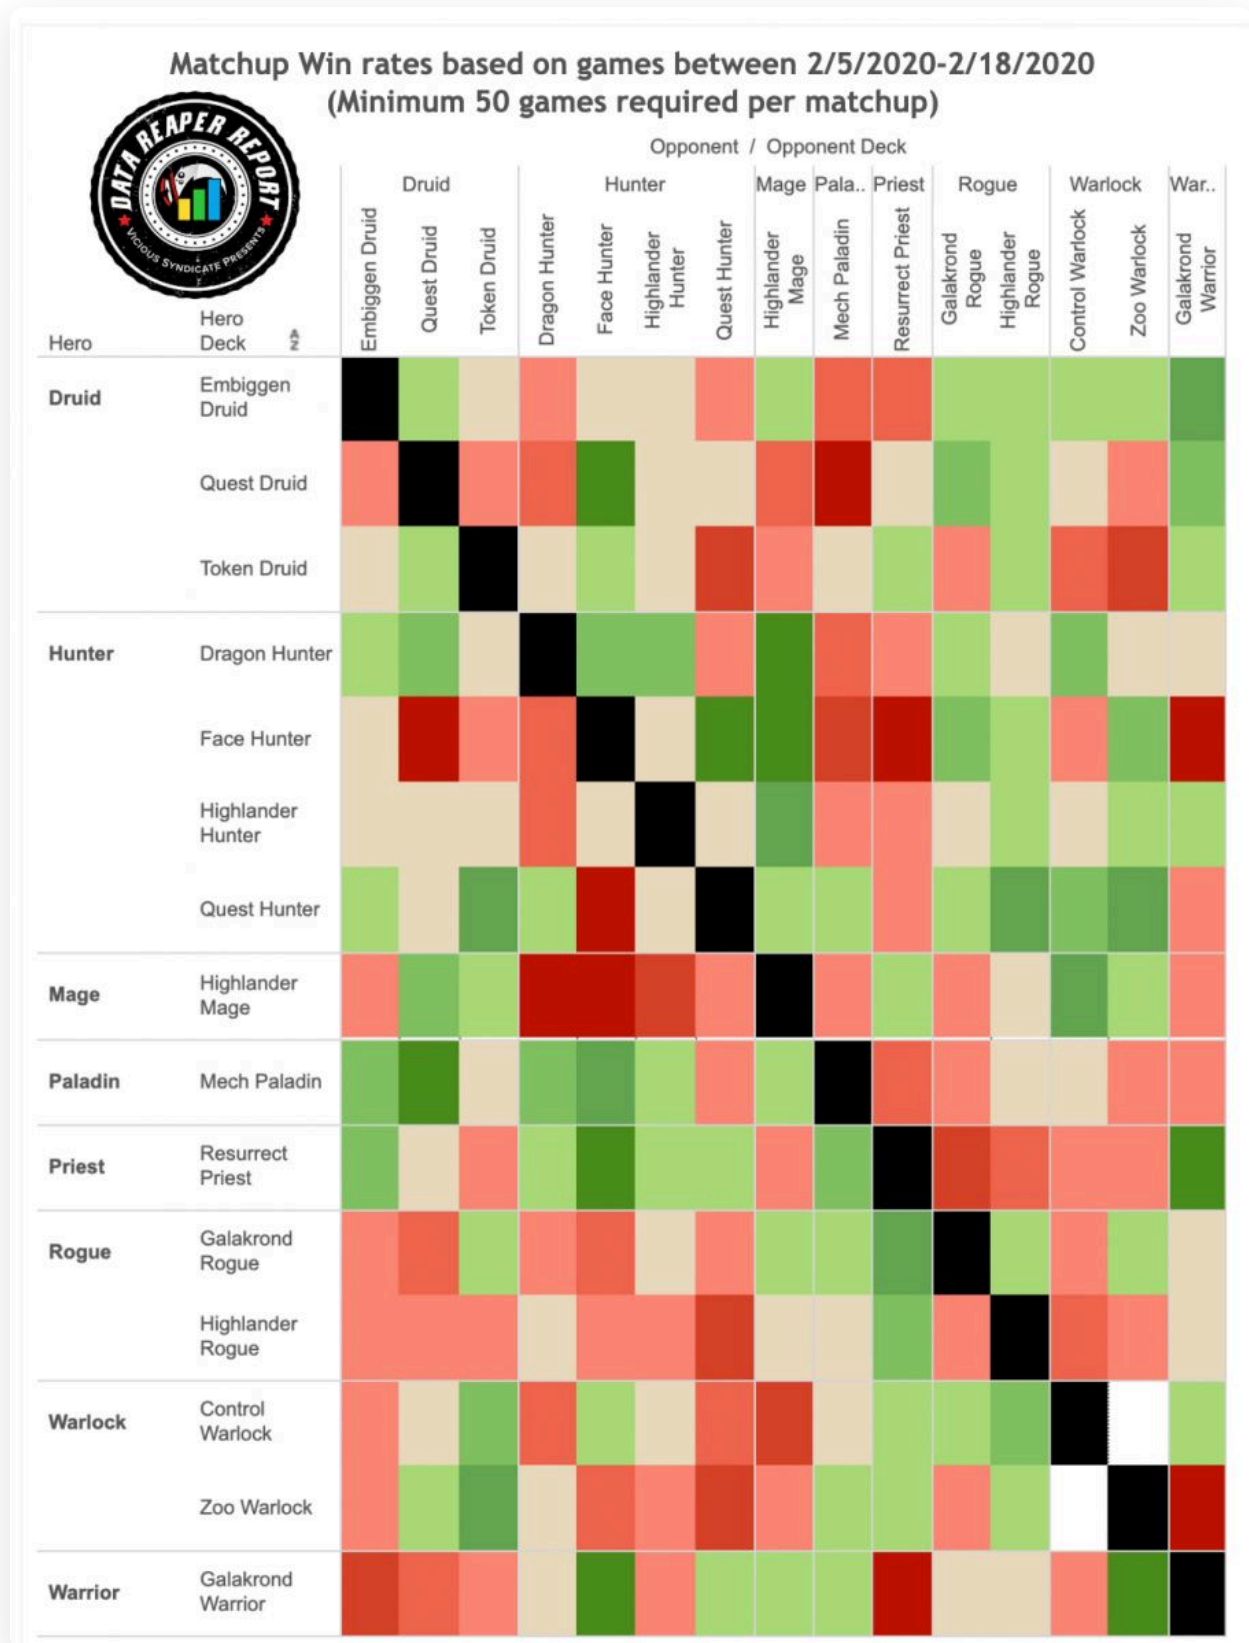 Matchup Win rates based on games between 2/5/2020-2/18/2020
(Minimum 50 games required per matchup)
DATA REAPER REPORT
VICIOUS SYNDICATE PRESENTS
Opponent / Opponent Deck
Druid
Hunter
Mage
Pala..
Priest
Rogue
Warlock
War..
Hero
Hero
Deck
Embiggen Druid
Quest Druid
Token Druid
Dragon Hunter
Face Hunter
Highlander
Hunter
Quest Hunter
Highlander
Mage
Mech Paladin
Resurrect Priest
Galakrond
Rogue
Highlander
Rogue
Control Warlock
Zoo Warlock
Galakrond
Warrior
Druid
Embiggen
Druid
Quest Druid
Token Druid
Hunter
Dragon Hunter
Face Hunter
Highlander
Hunter
Quest Hunter
Mage
Highlander
Mage
Paladin
Mech Paladin
Priest
Resurrect
Priest
Rogue
Galakrond
Rogue
Highlander
Rogue
Warlock
Control
Warlock
Zoo Warlock
Warrior
Galakrond
Warrior